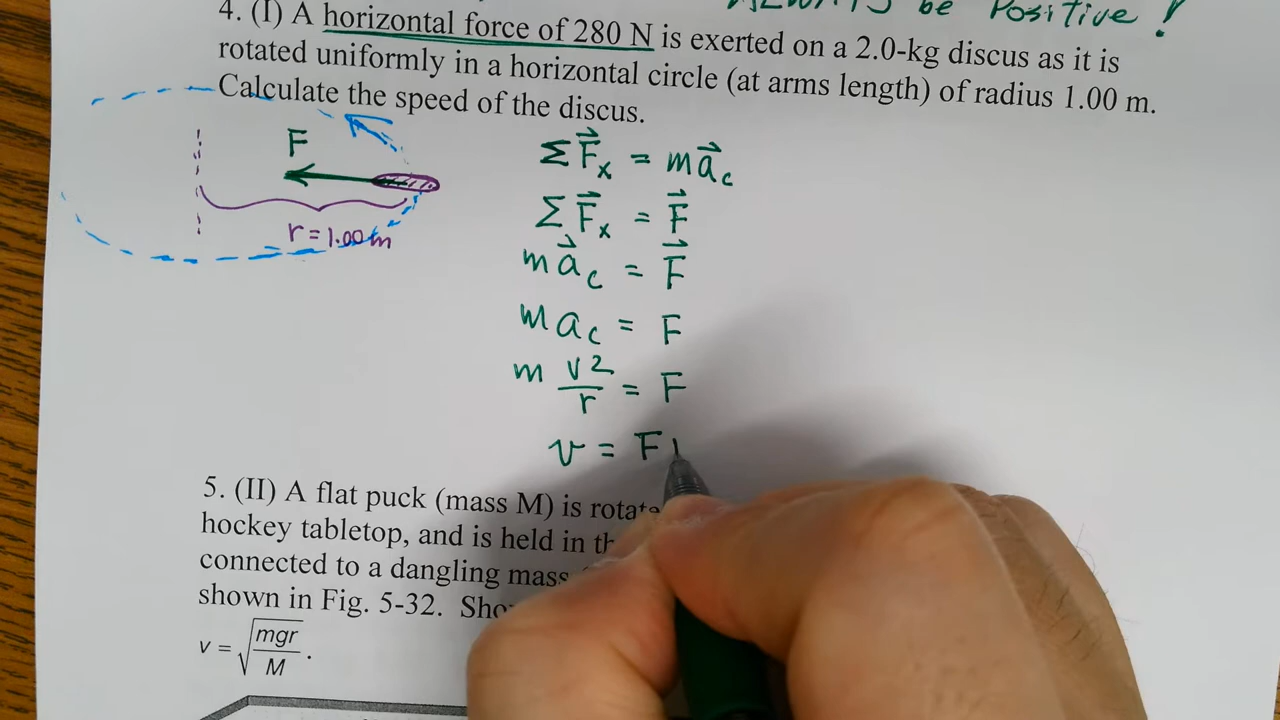 be Positive!
4. (I) A horizontal force of 280 N is exerted on a 2.0-kg discus as it is
rotated uniformly in a horizontal circle (at arms length) of radius 1.00 m.
Calculate the speed of the discus.
F
r = 1.00 m
ΣF⃗ₓ = ma⃗c
ΣF⃗ₓ = F⃗
ma⃗c = F⃗
mac = F
m v²/r = F
v = F
5. (II) A flat puck (mass M) is
hockey tabletop, and is held in
connected to a dangling mass
shown in Fig. 5-32.
v = √(mgr/M) .